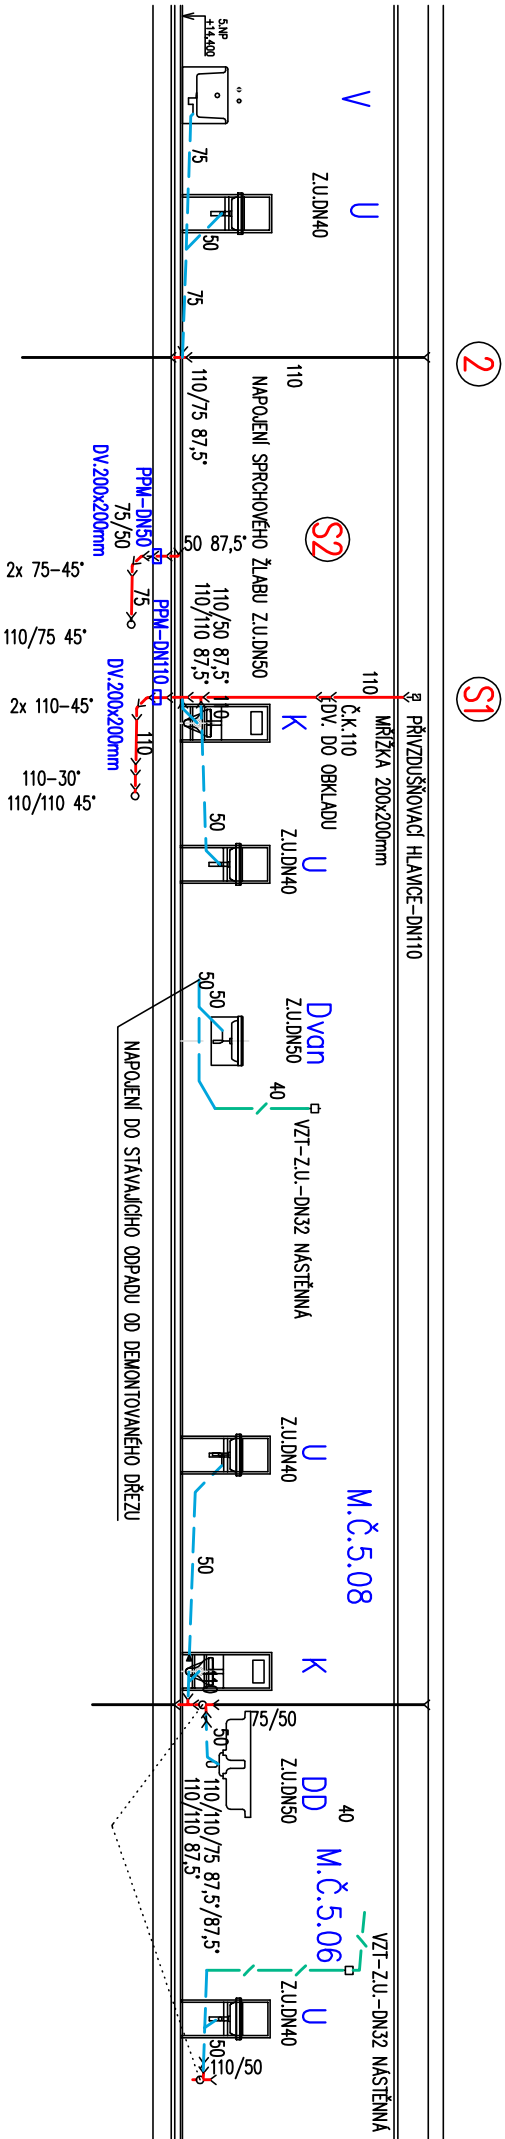 5.NP
+14.400
V
75
U
Z.U.DN40
50
75
2
110
110/75 87,5°
NAPOJENÍ SPRCHOVÉHO ŽLABU Z.U.DN50
S2
50 87,5°
PPM-DN50
75/50
DV.200x200mm
2x 75-45°
75
110/75 45°
110/50 87,5°
110/110 87,5°
PPM-DN110
DV.200x200mm
2x 110-45°
110
110-30°
110/110 45°
S1
110
PŘIVZDUŠŇOVACÍ HLAVICE-DN110
MŘÍŽKA 200x200mm
Č.K.110
DV. DO OBKLADU
110
K
50
U
Z.U.DN40
50
50
Dvan
Z.U.DN50
40
VZT-Z.U.-DN32 NÁSTĚNNÁ
NAPOJENÍ DO STÁVAJÍCÍHO ODPADU OD DEMONTOVANÉHO DŘEZU
U
Z.U.DN40
M.Č.5.08
50
K
110
75/50
50
DD
Z.U.DN50
40
110/110/75 87,5°/87,5°
110/110 87,5°
M.Č.5.06
VZT-Z.U.-DN32 NÁSTĚNNÁ
U
Z.U.DN40
50
110/50